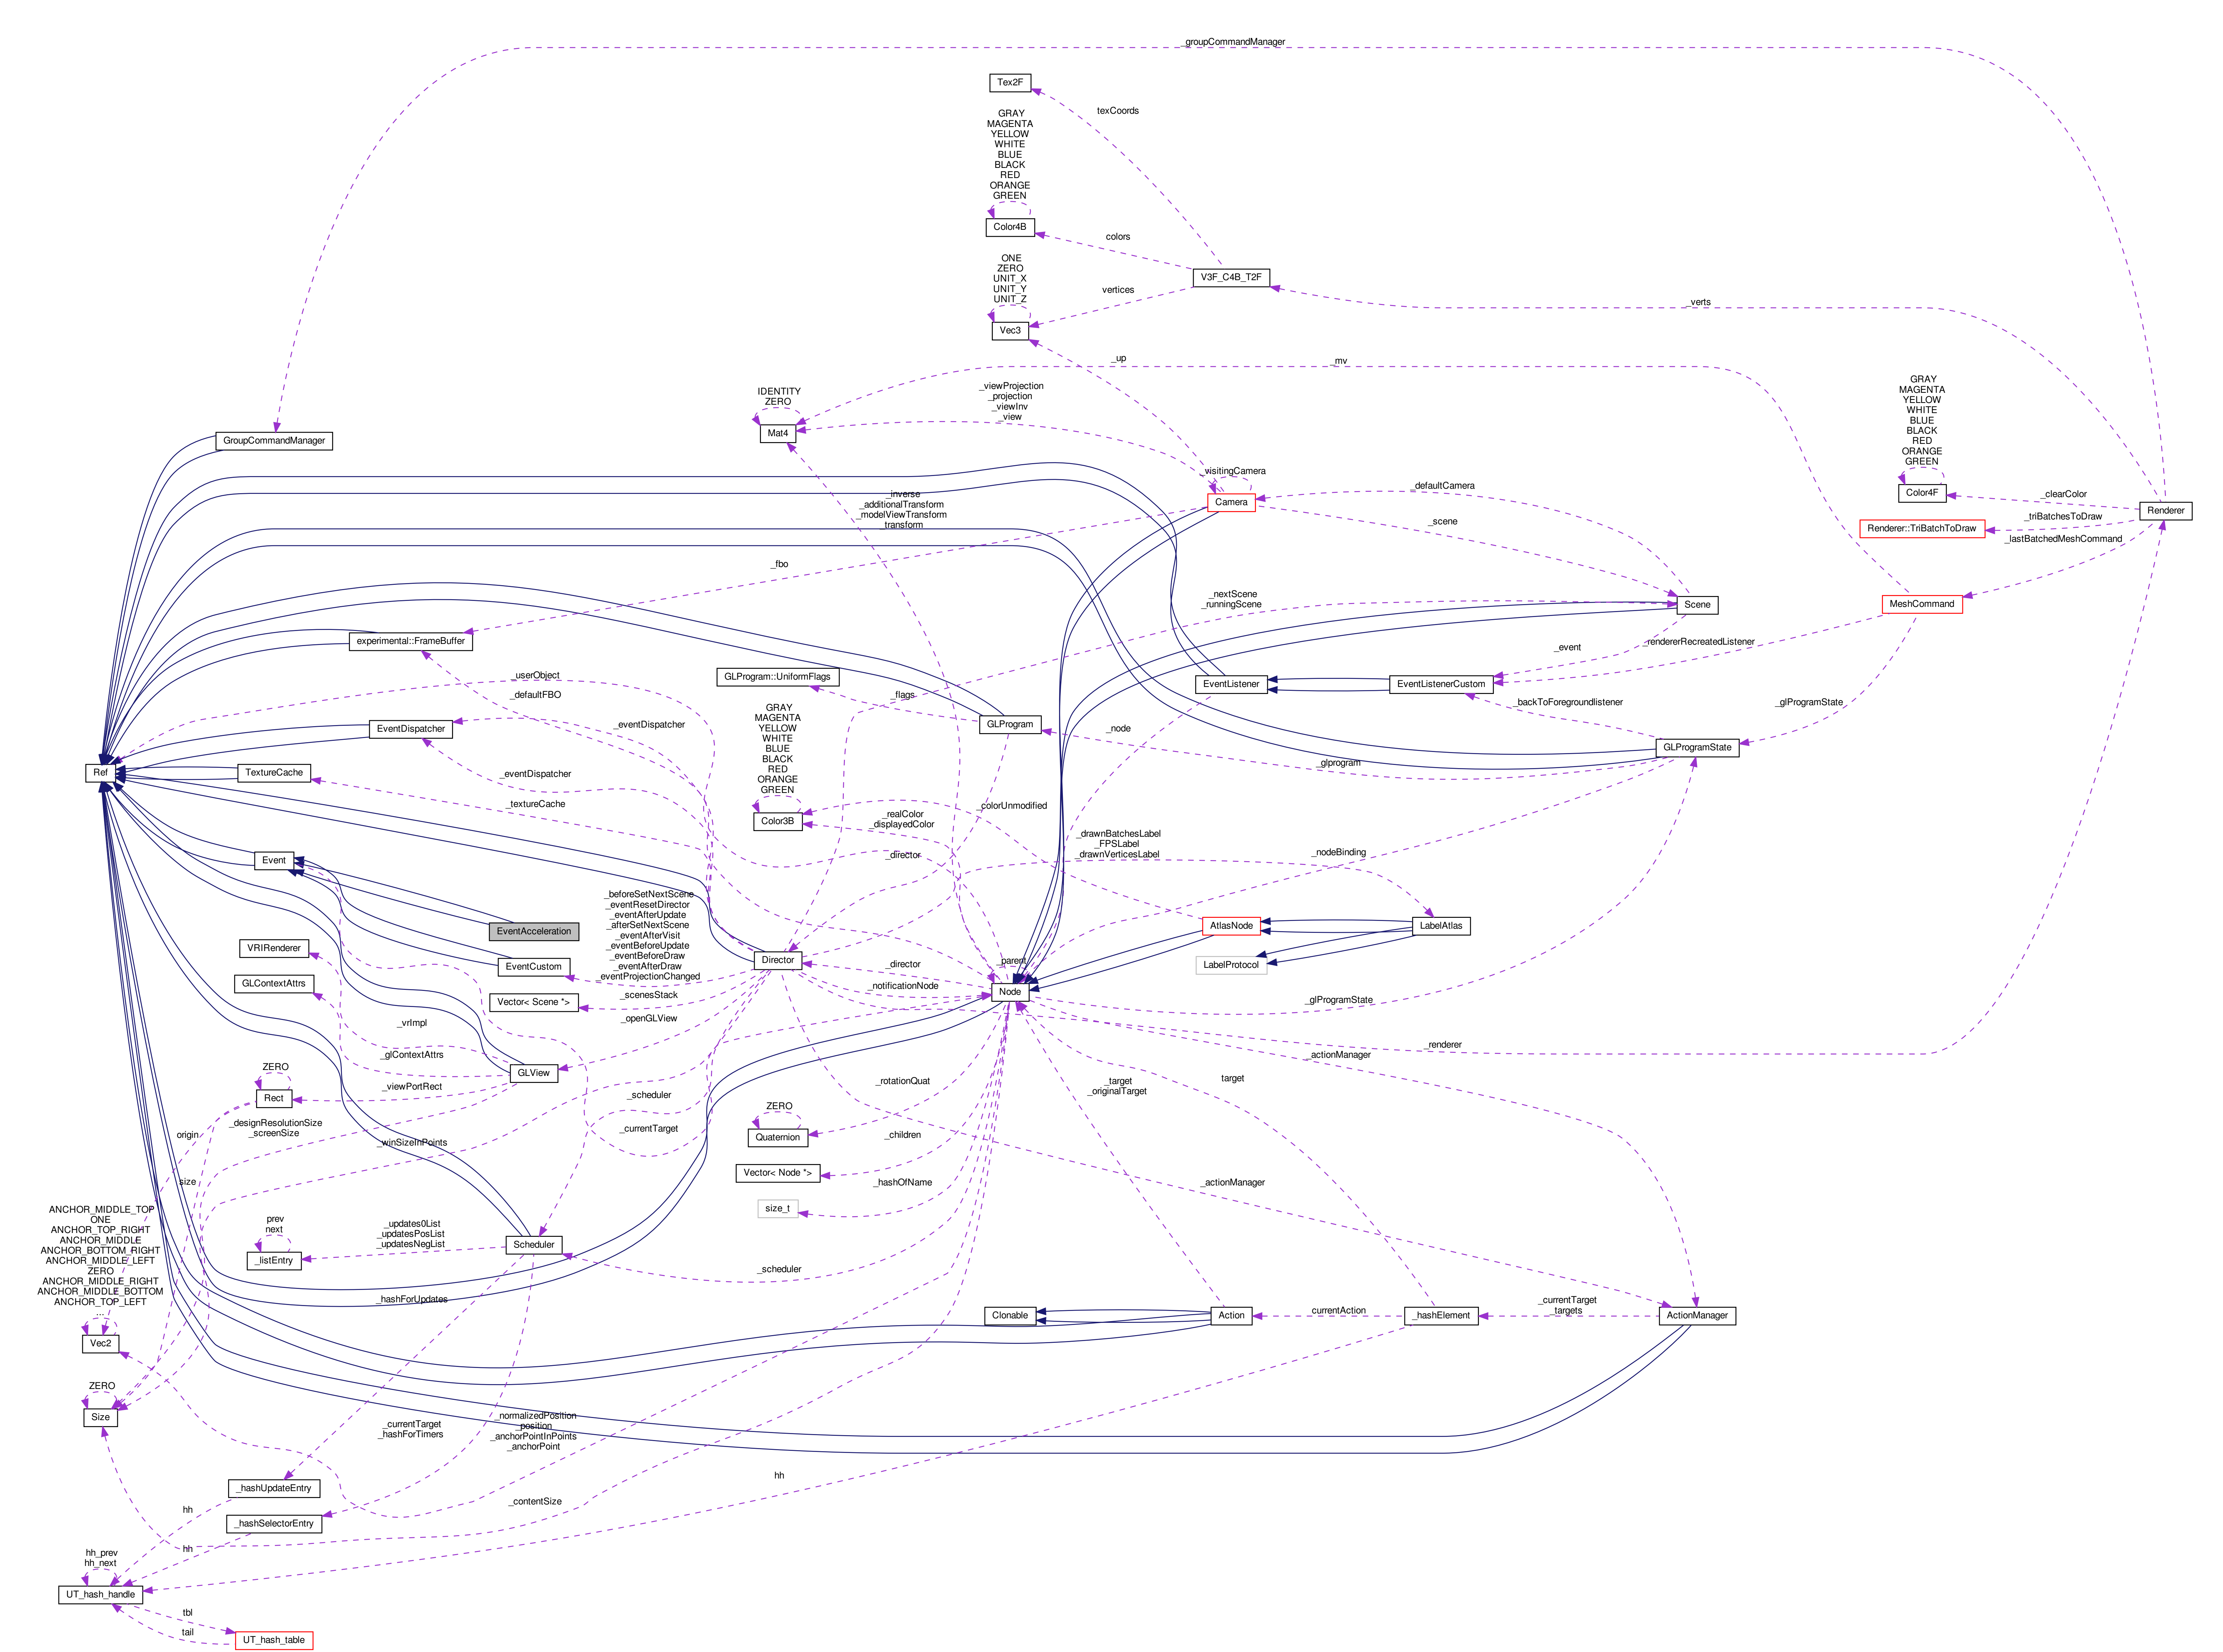 _groupCommandManager
Tex2F
texCoords
GRAY
MAGENTA
YELLOW
WHITE
BLUE
BLACK
RED
ORANGE
GREEN
Color4B
colors
V3F_C4B_T2F
ONE
ZERO
UNIT_X
UNIT_Y
UNIT_Z
vertices
_verts
Vec3
_up
_mv
IDENTITY
ZERO
_viewProjection
_projection
_viewInv
_view
Mat4
GRAY
MAGENTA
YELLOW
WHITE
BLUE
BLACK
RED
ORANGE
GREEN
Color4F
GroupCommandManager
visitingCamera
_defaultCamera
_clearColor
Camera
Renderer
_inverse
_additionalTransform
_modelViewTransform
_transform
_scene
_triBatchesToDraw
Renderer::TriBatchToDraw
_lastBatchedMeshCommand
_fbo
_nextScene
_runningScene
Scene
MeshCommand
experimental::FrameBuffer
_event
_rendererRecreatedListener
_userObject
GLProgram::UniformFlags
EventListener
EventListenerCustom
_defaultFBO
_flags
_backToForegroundlistener
_glProgramState
GRAY
MAGENTA
YELLOW
WHITE
BLUE
BLACK
RED
ORANGE
GREEN
Color3B
EventDispatcher
_eventDispatcher
GLProgram
_node
GLProgramState
Ref
TextureCache
_eventDispatcher
_glprogram
_textureCache
_colorUnmodified
_realColor
_displayedColor
_drawnBatchesLabel
_FPSLabel
_drawnVerticesLabel
Event
_director
_nodeBinding
_beforeSetNextScene
_eventResetDirector
_eventAfterUpdate
_afterSetNextScene
_eventAfterVisit
_eventBeforeUpdate
_eventBeforeDraw
_eventAfterDraw
_eventProjectionChanged
EventAcceleration
AtlasNode
LabelAtlas
VRIRenderer
EventCustom
Director
_director
_parent
LabelProtocol
GLContextAttrs
Vector< Scene *>
_scenesStack
_notificationNode
Node
_glProgramState
_vrImpl
_openGLView
_renderer
_glContextAttrs
_actionManager
ZERO
Rect
_viewPortRect
GLView
_rotationQuat
_target
_originalTarget
target
_scheduler
ZERO
Quaternion
origin
_designResolutionSize
_screenSize
_winSizeInPoints
_currentTarget
_children
Vector< Node *>
size
_hashOfName
_actionManager
size_t
ANCHOR_MIDDLE_TOP
ONE
ANCHOR_TOP_RIGHT
ANCHOR_MIDDLE
ANCHOR_BOTTOM_RIGHT
ANCHOR_MIDDLE_LEFT
ZERO
ANCHOR_MIDDLE_RIGHT
ANCHOR_MIDDLE_BOTTOM
ANCHOR_TOP_LEFT
...
Vec2
prev
next
_listEntry
_updates0List
_updatesPosList
_updatesNegList
Scheduler
_scheduler
_hashForUpdates
Clonable
Action
currentAction
_hashElement
_currentTarget
_targets
ActionManager
ZERO
Size
_currentTarget
_hashForTimers
_normalizedPosition
_position
_anchorPointInPoints
_anchorPoint
hh
_hashUpdateEntry
_contentSize
hh
_hashSelectorEntry
hh
hh_prev
hh_next
UT_hash_handle
tbl
tail
UT_hash_table